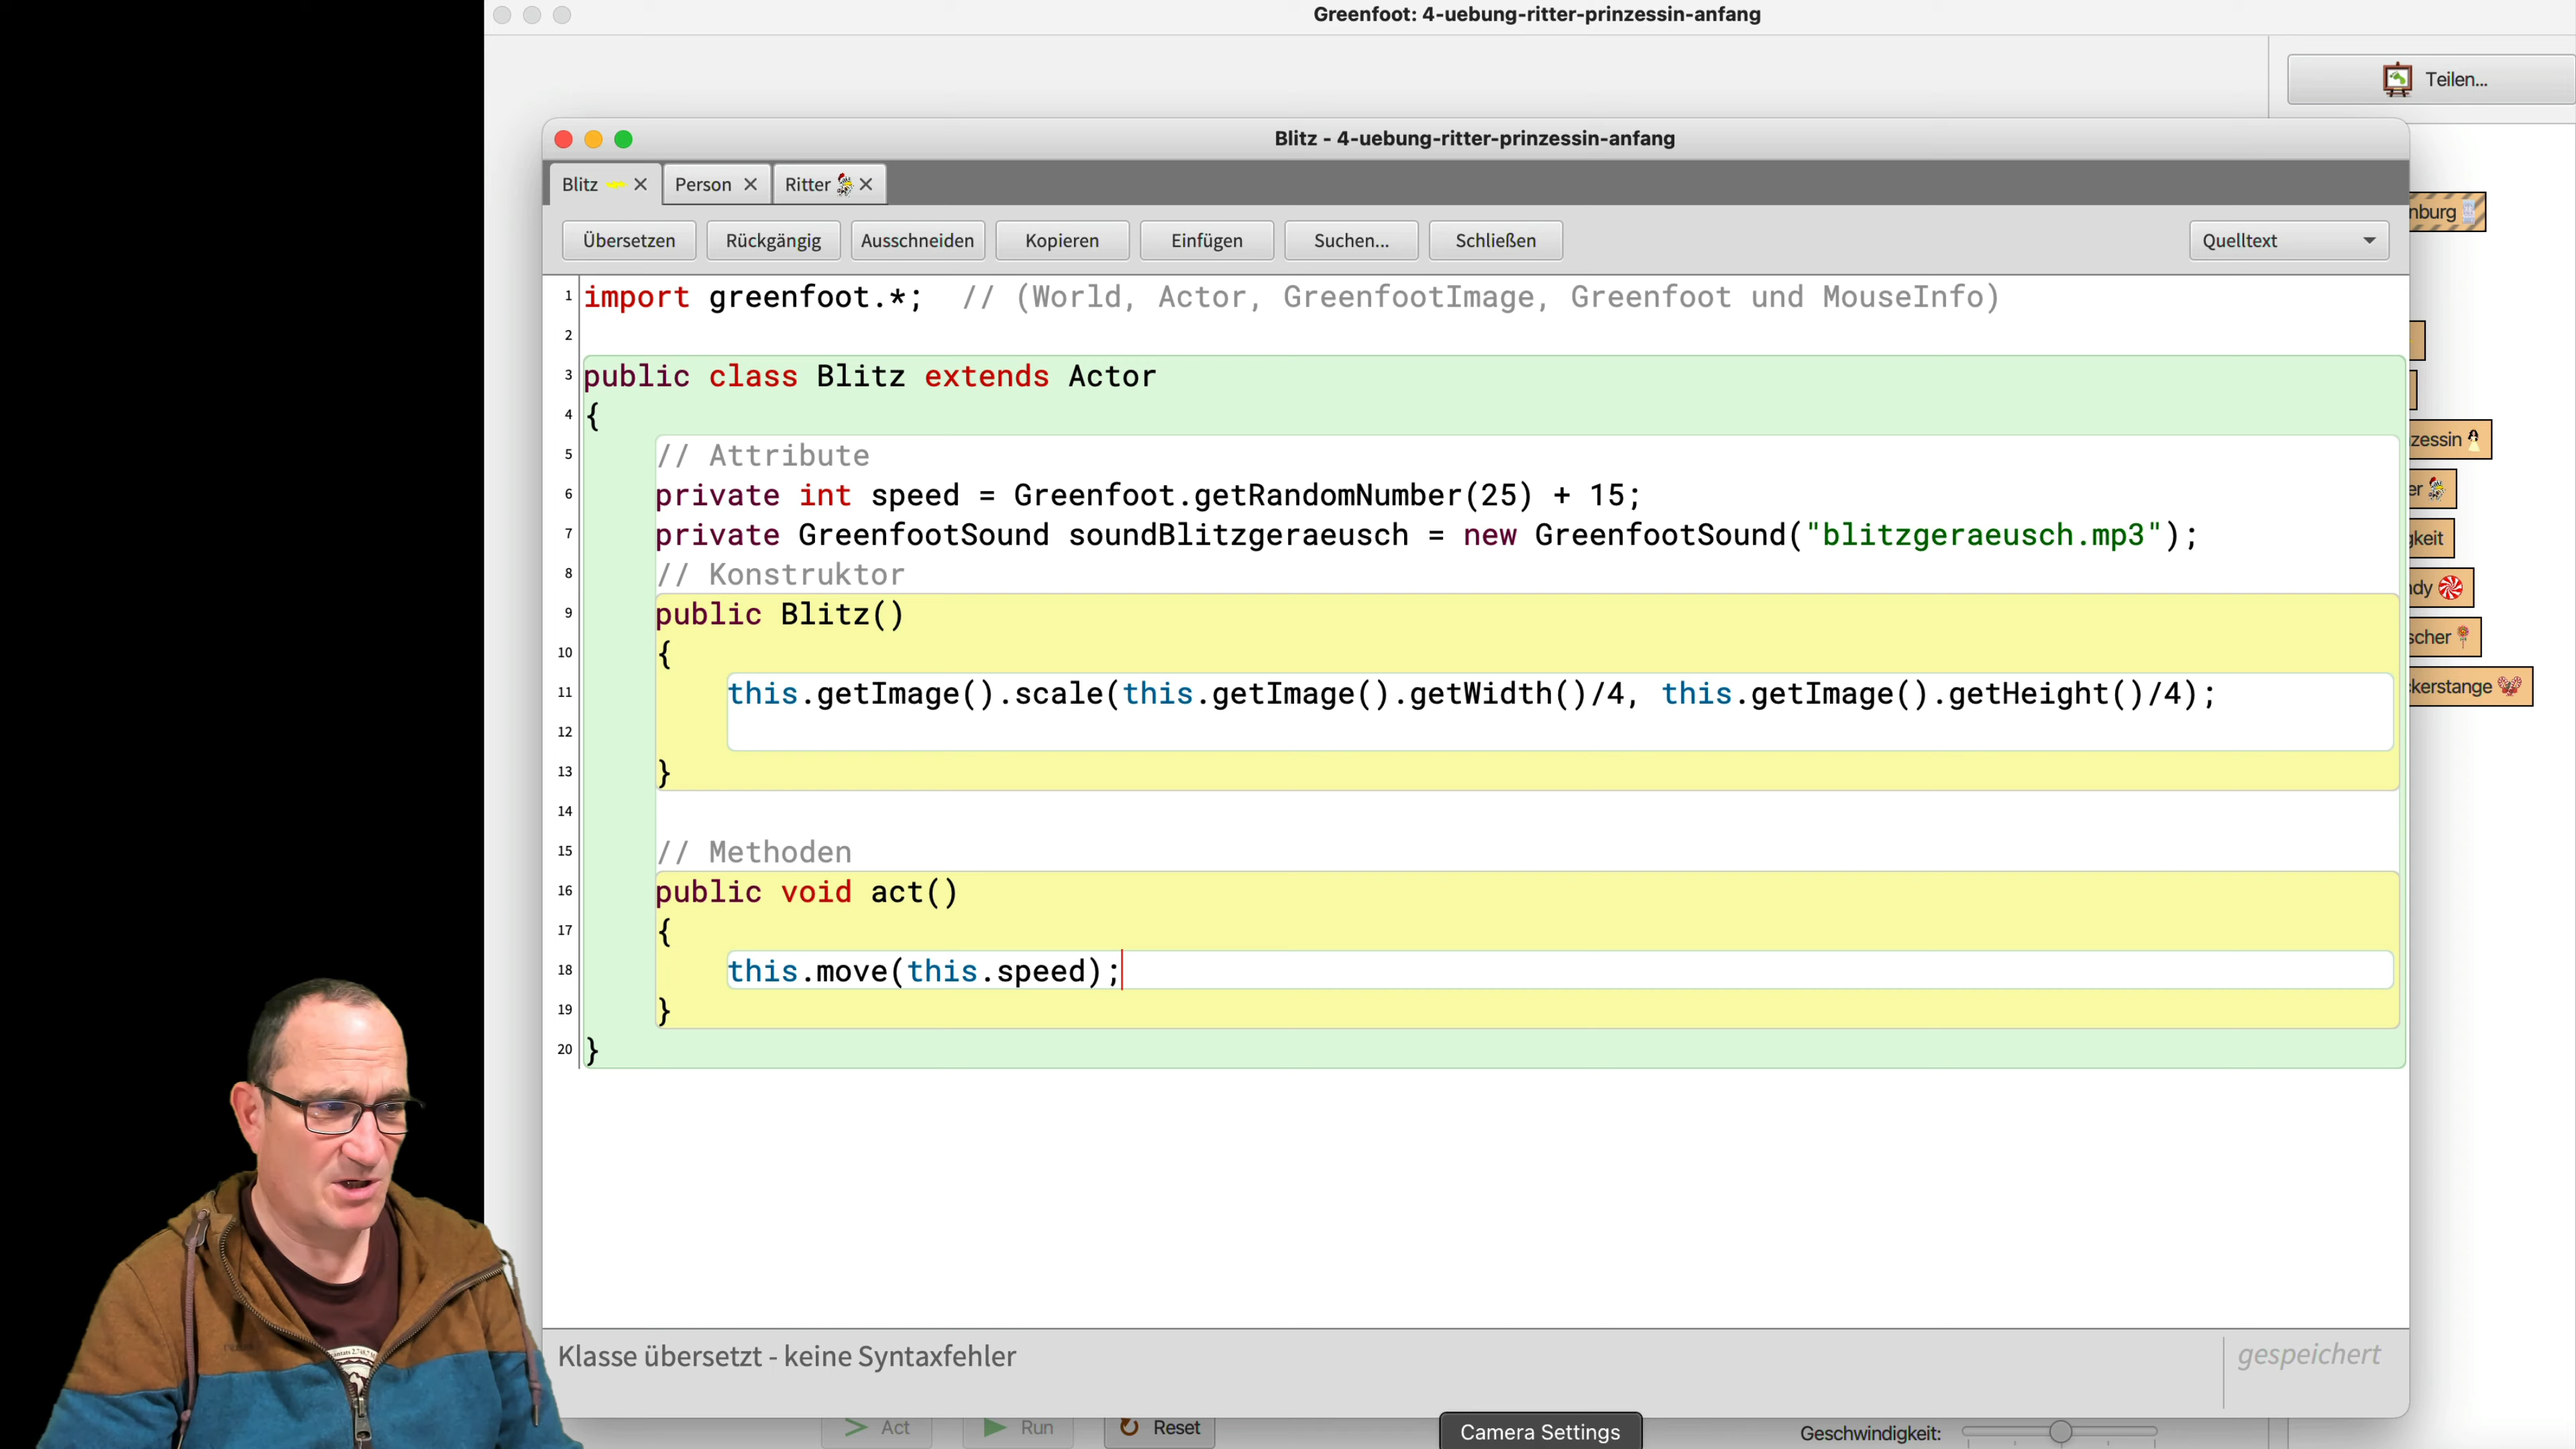 Greenfoot: 4-uebung-ritter-prinzessin-anfang
Teilen...
Blitz - 4-uebung-ritter-prinzessin-anfang
Blitz Person Ritter
Übersetzen Rückgängig Ausschneiden Kopieren Einfügen Suchen... Schließen Quelltext
nburg
1 import greenfoot.*;  // (World, Actor, GreenfootImage, Greenfoot und MouseInfo)
2
3 public class Blitz extends Actor
4 {
5 // Attribute
zessin
6 private int speed = Greenfoot.getRandomNumber(25) + 15;
er
7 private GreenfootSound soundBlitzgeraeusch = new GreenfootSound("blitzgeraeusch.mp3");
gkeit
8 // Konstruktor
ndy
9 public Blitz()
scher
10 {
11 this.getImage().scale(this.getImage().getWidth()/4, this.getImage().getHeight()/4);
kerstange
12
13 }
14
15 // Methoden
16 public void act()
17 {
18 this.move(this.speed);
19 }
20 }
Klasse übersetzt - keine Syntaxfehler
gespeichert
Act Run Reset
Camera Settings
Geschwindigkeit: